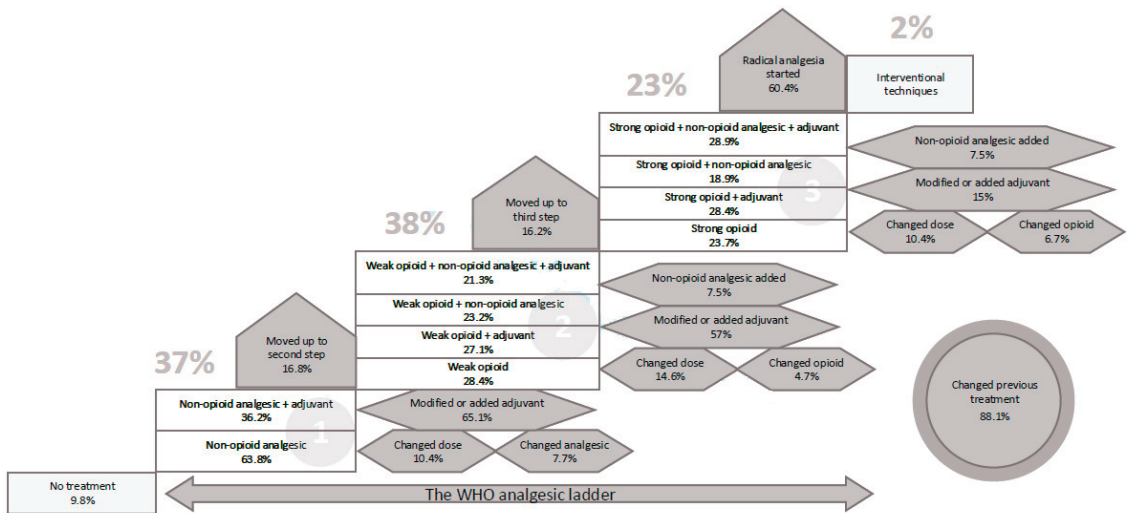 2%
Radical analgesia
started
60.4%
Interventional
techniques
23%
Strong opioid + non-opioid analgesic + adjuvant
28.9%
Non-opioid analgesic added
7.5%
Strong opioid + non-opioid analgesic
18.9%
3
Modified or added adjuvant
15%
Strong opioid + adjuvant
28.4%
Strong opioid
23.7%
Changed dose
10.4%
Changed opioid
6.7%
Moved up to
third step
16.2%
38%
Weak opioid + non-opioid analgesic + adjuvant
21.3%
Non-opioid analgesic added
7.5%
Weak opioid + non-opioid analgesic
23.2%
2
Modified or added adjuvant
57%
Weak opioid + adjuvant
27.1%
Weak opioid
28.4%
Changed dose
14.6%
Changed opioid
4.7%
Moved up to
second step
16.8%
37%
Non-opioid analgesic + adjuvant
36.2%
1
Modified or added adjuvant
65.1%
Non-opioid analgesic
63.8%
Changed dose
10.4%
Changed analgesic
7.7%
Changed previous
treatment
88.1%
No treatment
9.8%
The WHO analgesic ladder